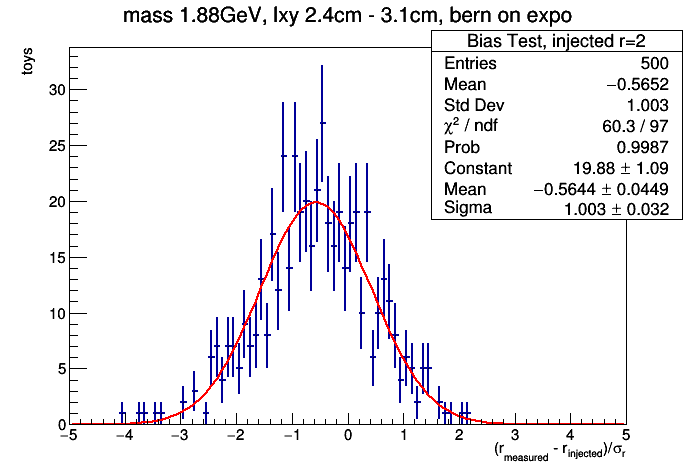 mass 1.88GeV, lxy 2.4cm - 3.1cm, bern on expo
toys
Bias Test, injected r=2
Entries 500
Mean −0.5652
Std Dev 1.003
χ² / ndf 60.3 / 97
Prob 0.9987
Constant 19.88 ± 1.09
Mean −0.5644 ± 0.0449
Sigma 1.003 ± 0.032
30
25
20
15
10
5
0
−5 −4 −3 −2 −1 0 1 2 3 4 5
(r_measured - r_injected)/σ_r